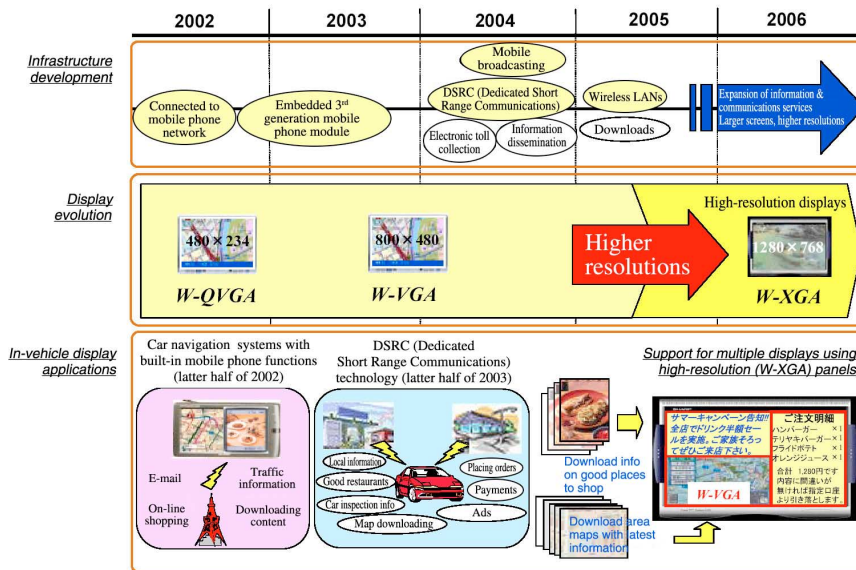 2002
2003
2004
2005
2006
Infrastructure
development
Connected to
mobile phone
network
Embedded 3rd
generation mobile
phone module
Mobile
broadcasting
DSRC (Dedicated Short
Range Communications)
Electronic toll
collection
Information
dissemination
Wireless LANs
Downloads
Expansion of information &
communications services
Larger screens, higher resolutions
Display
evolution
480×234
W-QVGA
800×480
W-VGA
Higher
resolutions
High-resolution displays
1280×768
W-XGA
In-vehicle display
applications
Car navigation systems with
built-in mobile phone functions
(latter half of 2002)
E-mail
Traffic
information
On-line
shopping
Downloading
content
DSRC (Dedicated
Short Range Communications)
technology (latter half of 2003)
Local information
Good restaurants
Car inspection info
Map downloading
Placing orders
Payments
Ads
Download info
on good places
to shop
Download area
maps with latest
information
Support for multiple displays using
high-resolution (W-XGA) panels
サマーキャンペーン告知!!
全店でドリンク半額セー
ルを実施。ご家族そろっ
てぜひご来店下さい。
W-VGA
ご注文明細
ハンバーガー ×1
テリヤキバーガー ×1
フライドポテト ×1
オレンジジュース ×1
合計 1,280円です
内容に間違いが
無ければ指定口座
より引き落とします。